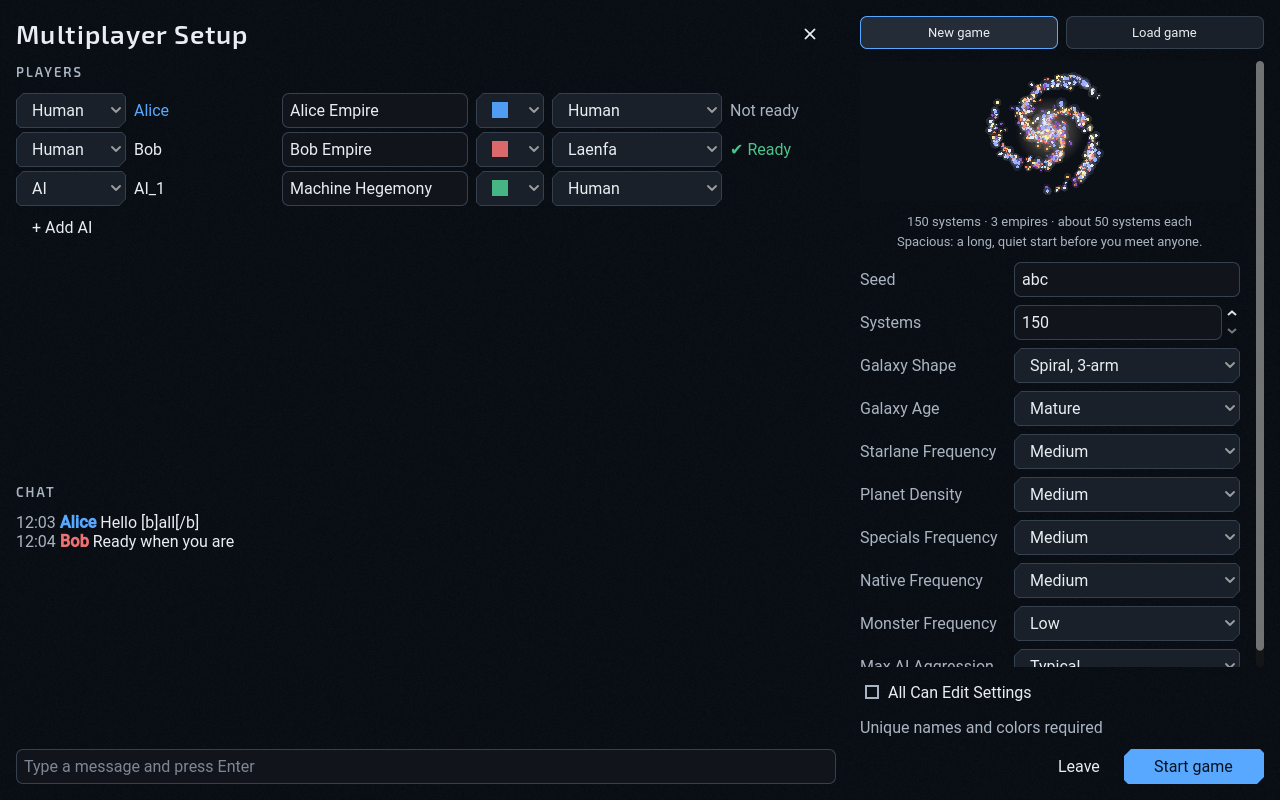 Multiplayer Setup
PLAYERS
Human Alice Alice Empire Human Not ready
Human Bob Bob Empire Laenfa ✔ Ready
AI AI_1 Machine Hegemony Human
+ Add AI
CHAT
12:03 Alice Hello [b]all[/b]
12:04 Bob Ready when you are
Type a message and press Enter
New game Load game
150 systems · 3 empires · about 50 systems each
Spacious: a long, quiet start before you meet anyone.
Seed abc
Systems 150
Galaxy Shape Spiral, 3-arm
Galaxy Age Mature
Starlane Frequency Medium
Planet Density Medium
Specials Frequency Medium
Native Frequency Medium
Monster Frequency Low
Max AI Aggression Typical
All Can Edit Settings
Unique names and colors required
Leave Start game